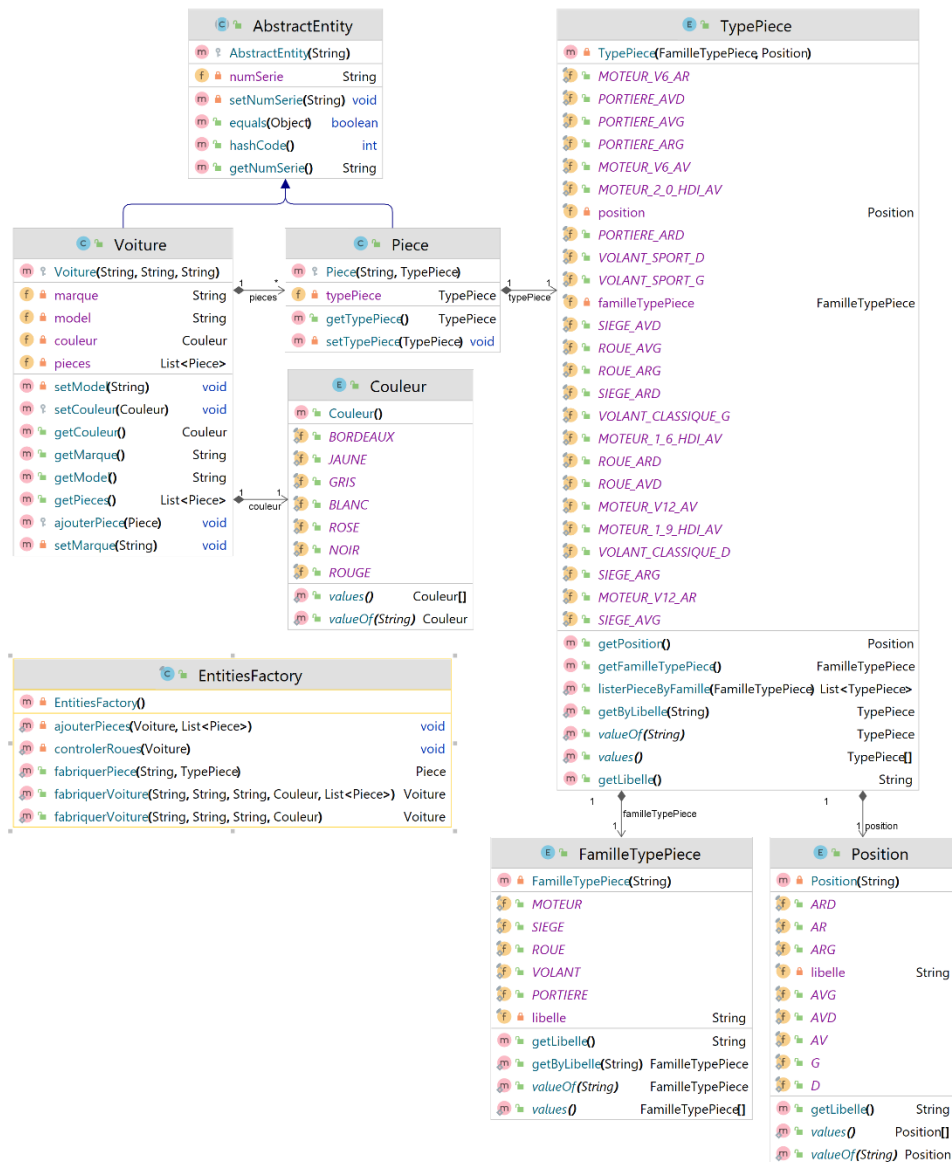 AbstractEntity
AbstractEntity(String)
numSerie String
setNumSerie(String) void
equals(Object) boolean
hashCode() int
getNumSerie() String
Voiture
Voiture(String, String, String)
marque String
model String
couleur Couleur
pieces List<Piece>
setModel(String) void
setCouleur(Couleur) void
getCouleur() Couleur
getMarque() String
getModel() String
getPieces() List<Piece>
ajouterPiece(Piece) void
setMarque(String) void
1 *
pieces
1 1
couleur
Piece
Piece(String, TypePiece)
typePiece TypePiece
getTypePiece() TypePiece
setTypePiece(TypePiece) void
1 1
typePiece
Couleur
Couleur()
BORDEAUX
JAUNE
GRIS
BLANC
ROSE
NOIR
ROUGE
values() Couleur[]
valueOf(String) Couleur
TypePiece
TypePiece(FamilleTypePiece, Position)
MOTEUR_V6_AR
PORTIERE_AVD
PORTIERE_AVG
PORTIERE_ARG
MOTEUR_V6_AV
MOTEUR_2_0_HDI_AV
position Position
PORTIERE_ARD
VOLANT_SPORT_D
VOLANT_SPORT_G
familleTypePiece FamilleTypePiece
SIEGE_AVD
ROUE_AVG
ROUE_ARG
SIEGE_ARD
VOLANT_CLASSIQUE_G
MOTEUR_1_6_HDI_AV
ROUE_ARD
ROUE_AVD
MOTEUR_V12_AV
MOTEUR_1_9_HDI_AV
VOLANT_CLASSIQUE_D
SIEGE_ARG
MOTEUR_V12_AR
SIEGE_AVG
getPosition() Position
getFamilleTypePiece() FamilleTypePiece
listerPieceByFamille(FamilleTypePiece) List<TypePiece>
getByLibelle(String) TypePiece
valueOf(String) TypePiece
values() TypePiece[]
getLibelle() String
EntitiesFactory
EntitiesFactory()
ajouterPieces(Voiture, List<Piece>) void
controlerRoues(Voiture) void
fabriquerPiece(String, TypePiece) Piece
fabriquerVoiture(String, String, String, Couleur, List<Piece>) Voiture
fabriquerVoiture(String, String, String, Couleur) Voiture
1
familleTypePiece
1
1
1 position
FamilleTypePiece
FamilleTypePiece(String)
MOTEUR
SIEGE
ROUE
VOLANT
PORTIERE
libelle String
getLibelle() String
getByLibelle(String) FamilleTypePiece
valueOf(String) FamilleTypePiece
values() FamilleTypePiece[]
Position
Position(String)
ARD
AR
ARG
libelle String
AVG
AVD
AV
G
D
getLibelle() String
values() Position[]
valueOf(String) Position